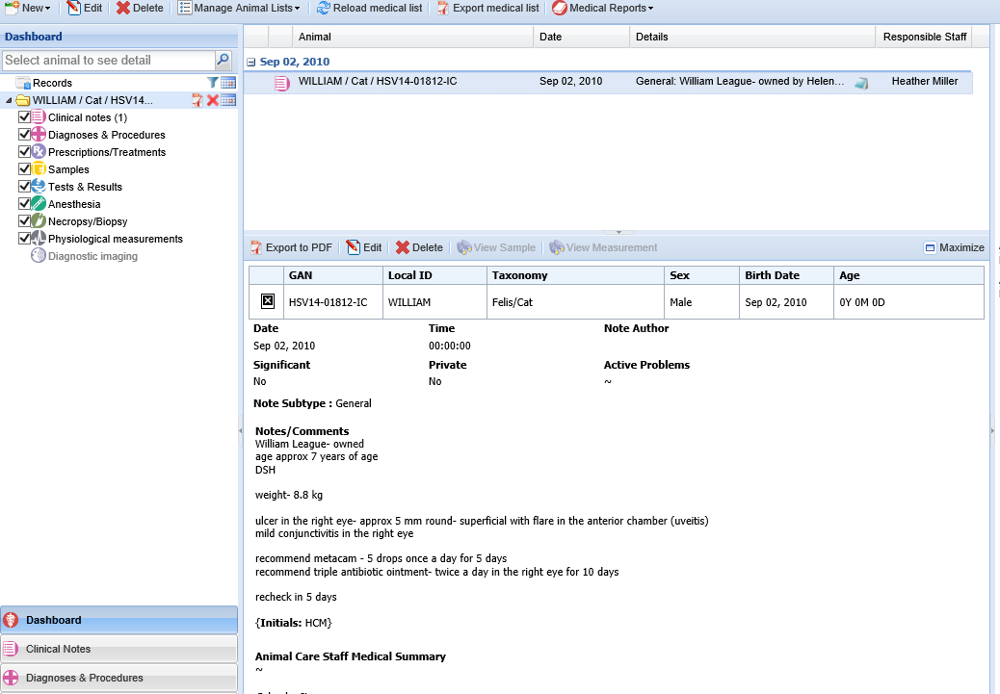 New Edit Delete Manage Animal Lists Reload medical list Export medical list Medical Reports
Dashboard
Select animal to see detail
Records
WILLIAM / Cat / HSV14...
Clinical notes (1)
Diagnoses & Procedures
Prescriptions/Treatments
Samples
Tests & Results
Anesthesia
Necropsy/Biopsy
Physiological measurements
Diagnostic imaging
Dashboard
Clinical Notes
Diagnoses & Procedures
Animal Date Details Responsible Staff
Sep 02, 2010
WILLIAM / Cat / HSV14-01812-IC Sep 02, 2010 General: William League- owned by Helen... Heather Miller
Export to PDF Edit Delete View Sample View Measurement Maximize
GAN Local ID Taxonomy Sex Birth Date Age
HSV14-01812-IC WILLIAM Felis/Cat Male Sep 02, 2010 0Y 0M 0D
Date Time Note Author
Sep 02, 2010 00:00:00
Significant Private Active Problems
No No ~
Note Subtype : General
Notes/Comments
William League- owned
age approx 7 years of age
DSH
weight- 8.8 kg
ulcer in the right eye- approx 5 mm round- superficial with flare in the anterior chamber (uveitis)
mild conjunctivitis in the right eye
recommend metacam - 5 drops once a day for 5 days
recommend triple antibiotic ointment- twice a day in the right eye for 10 days
recheck in 5 days
{Initials: HCM}
Animal Care Staff Medical Summary
~